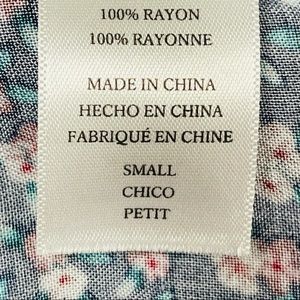 100% RAYON
100% RAYONNE
MADE IN CHINA
HECHO EN CHINA
FABRIQUÉ EN CHINE
SMALL
CHICO
PETIT